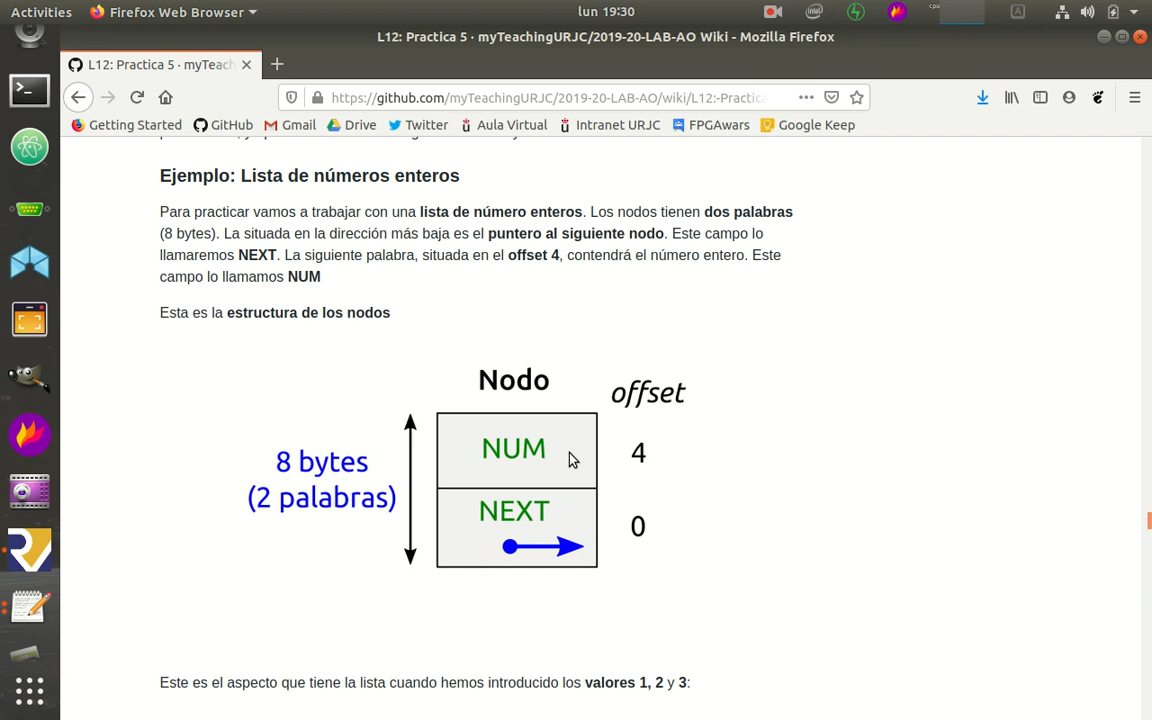 Activities Firefox Web Browser lun 19:30
L12: Practica 5 · myTeachingURJC/2019-20-LAB-AO Wiki - Mozilla Firefox
L12: Practica 5 · myTeach
https://github.com/myTeachingURJC/2019-20-LAB-AO/wiki/L12:-Practica
Getting Started GitHub Gmail Drive Twitter Aula Virtual Intranet URJC FPGAwars Google Keep
Ejemplo: Lista de números enteros
Para practicar vamos a trabajar con una lista de número enteros. Los nodos tienen dos palabras
(8 bytes). La situada en la dirección más baja es el puntero al siguiente nodo. Este campo lo
llamaremos NEXT. La siguiente palabra, situada en el offset 4, contendrá el número entero. Este
campo lo llamamos NUM
Esta es la estructura de los nodos
Nodo
offset
NUM
4
8 bytes
(2 palabras)
NEXT
0
Este es el aspecto que tiene la lista cuando hemos introducido los valores 1, 2 y 3: